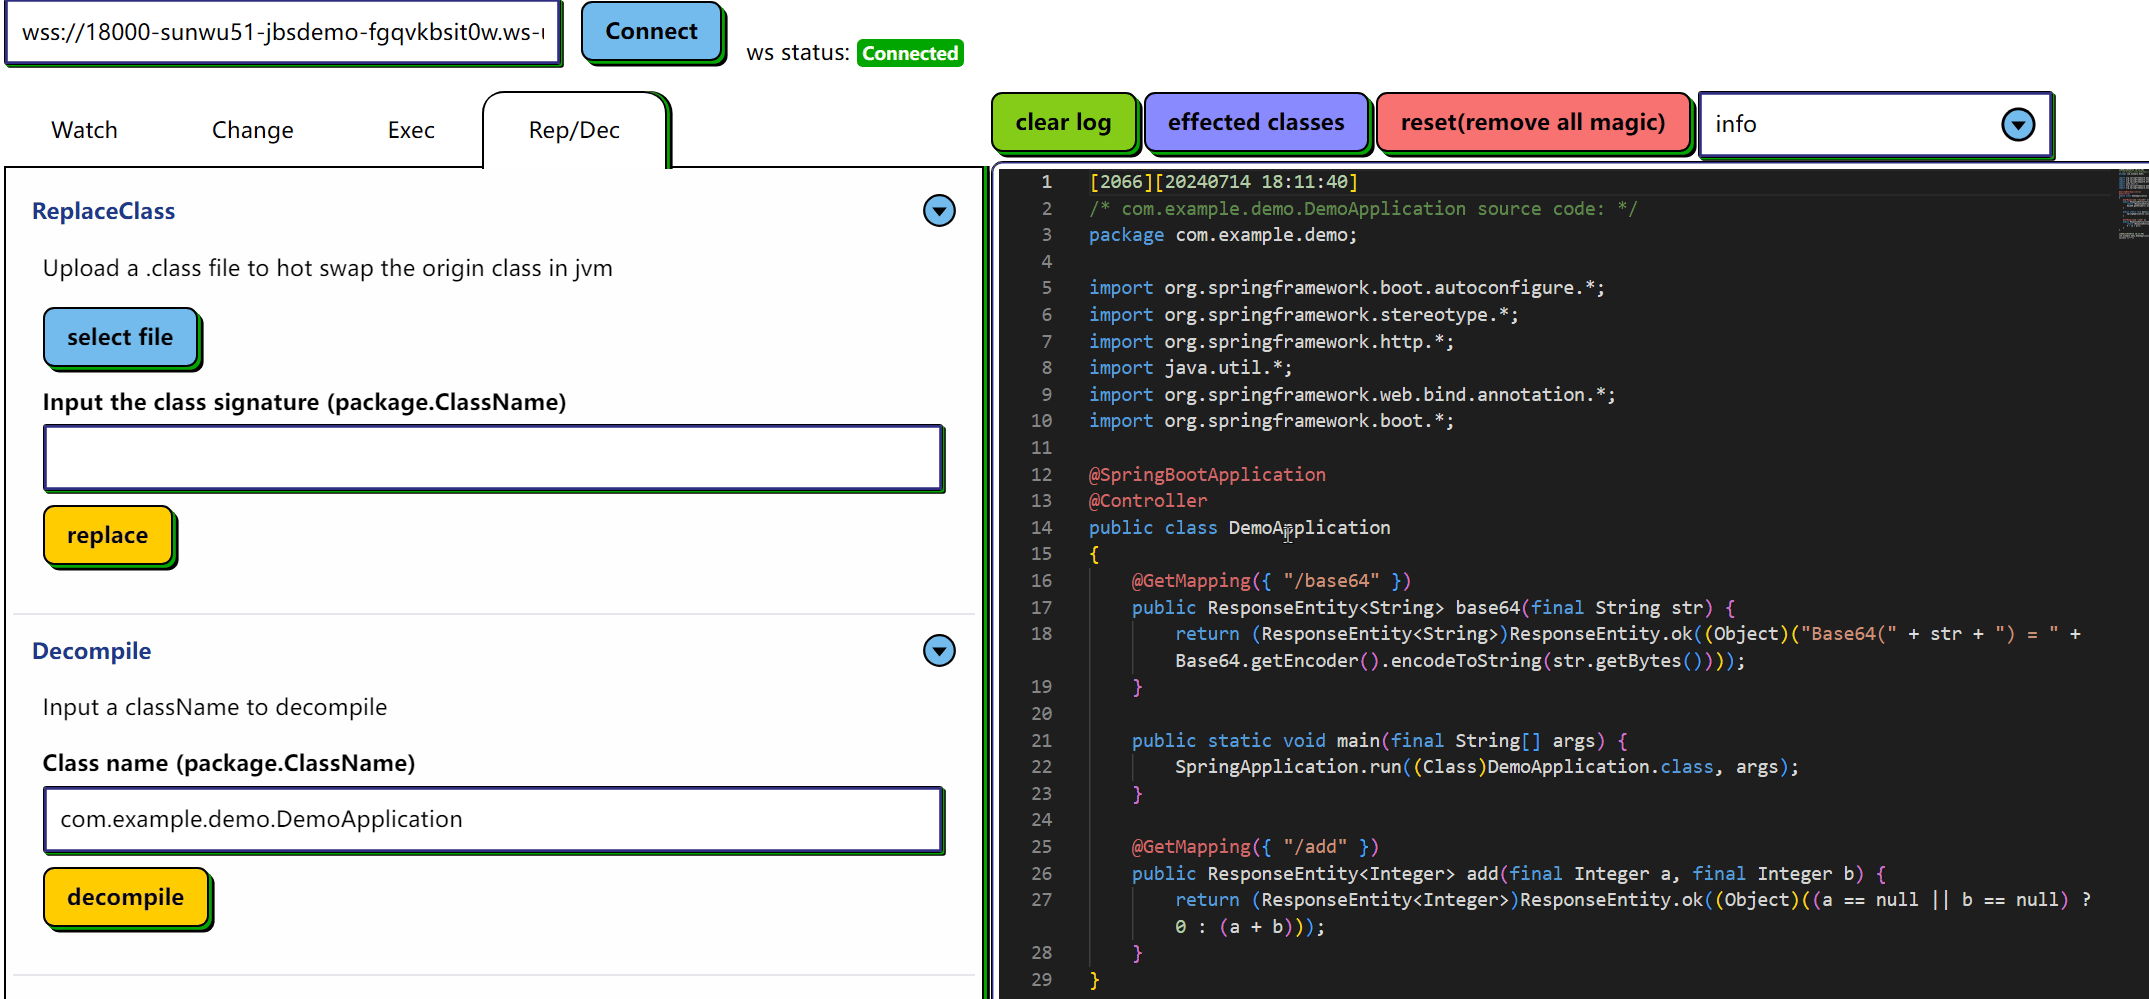 wss://18000-sunwu51-jbsdemo-fgqvkbsit0w.ws-
Connect
ws status: Connected
Watch
Change
Exec
Rep/Dec
clear log
effected classes
reset(remove all magic)
info
ReplaceClass
Upload a .class file to hot swap the origin class in jvm
select file
Input the class signature (package.ClassName)
replace
Decompile
Input a className to decompile
Class name (package.ClassName)
com.example.demo.DemoApplication
decompile
1 [2066][20240714 18:11:40]
2 /* com.example.demo.DemoApplication source code: */
3 package com.example.demo;
4
5 import org.springframework.boot.autoconfigure.*;
6 import org.springframework.stereotype.*;
7 import org.springframework.http.*;
8 import java.util.*;
9 import org.springframework.web.bind.annotation.*;
10 import org.springframework.boot.*;
11
12 @SpringBootApplication
13 @Controller
14 public class DemoApplication
15 {
16 @GetMapping({ "/base64" })
17 public ResponseEntity<String> base64(final String str) {
18 return (ResponseEntity<String>)ResponseEntity.ok((Object)("Base64(" + str + ") = " +
Base64.getEncoder().encodeToString(str.getBytes())));
19 }
20
21 public static void main(final String[] args) {
22 SpringApplication.run((Class)DemoApplication.class, args);
23 }
24
25 @GetMapping({ "/add" })
26 public ResponseEntity<Integer> add(final Integer a, final Integer b) {
27 return (ResponseEntity<Integer>)ResponseEntity.ok((Object)((a == null || b == null) ?
0 : (a + b)));
28 }
29 }